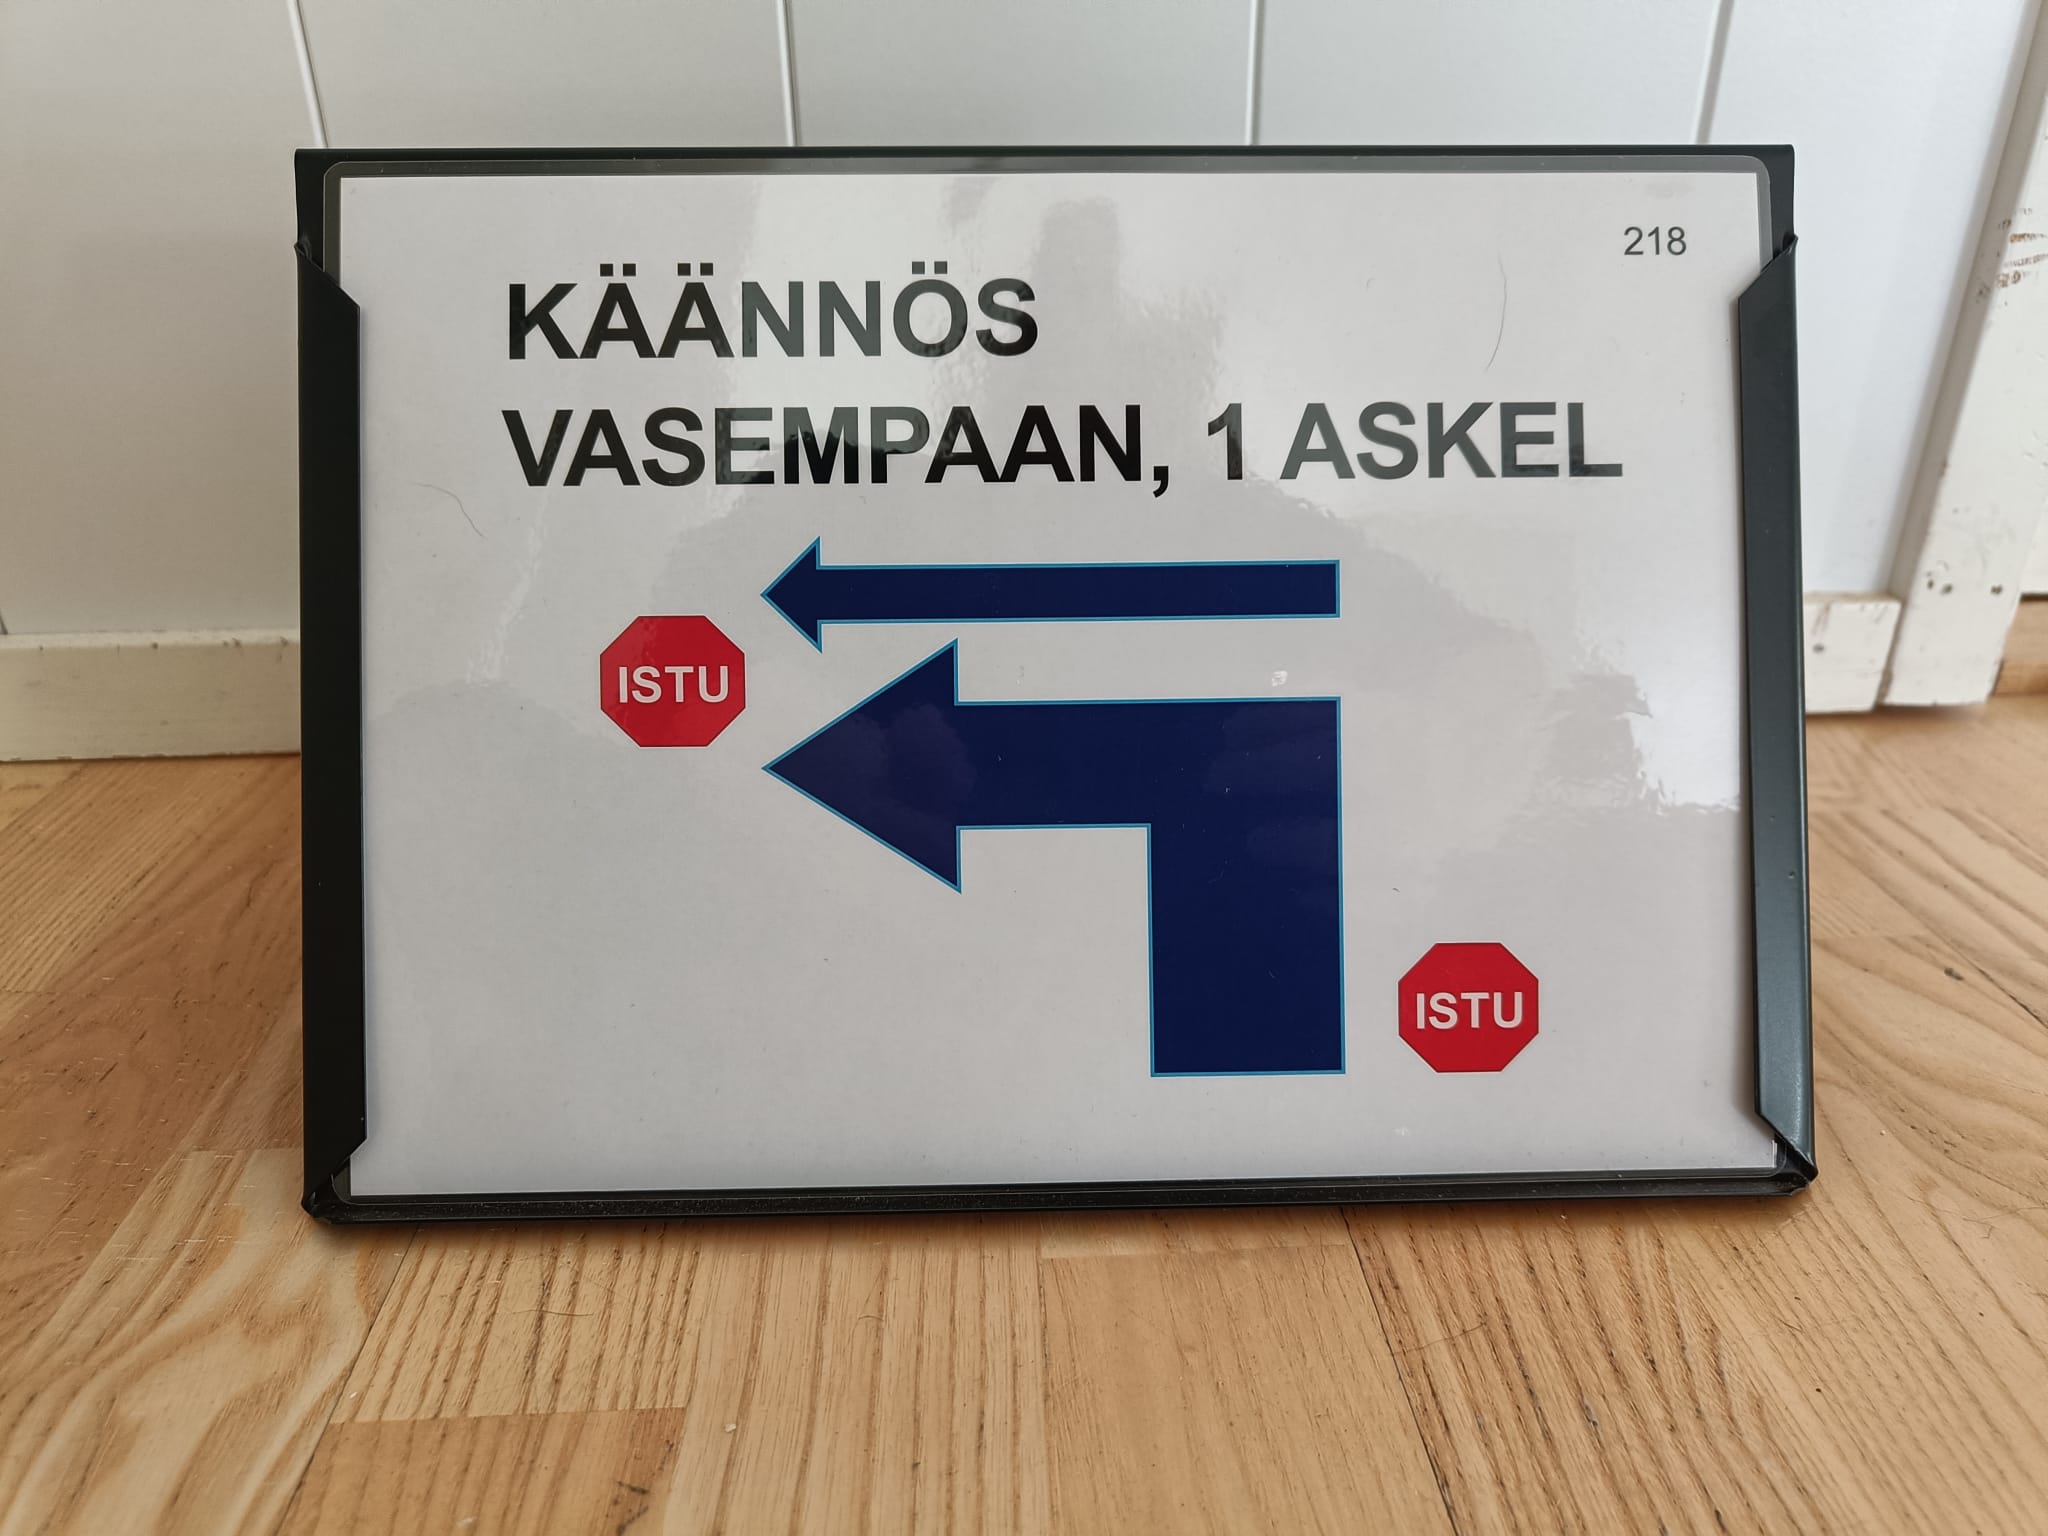 218
KÄÄNNÖS
VASEMPAAN, 1 ASKEL
ISTU
ISTU